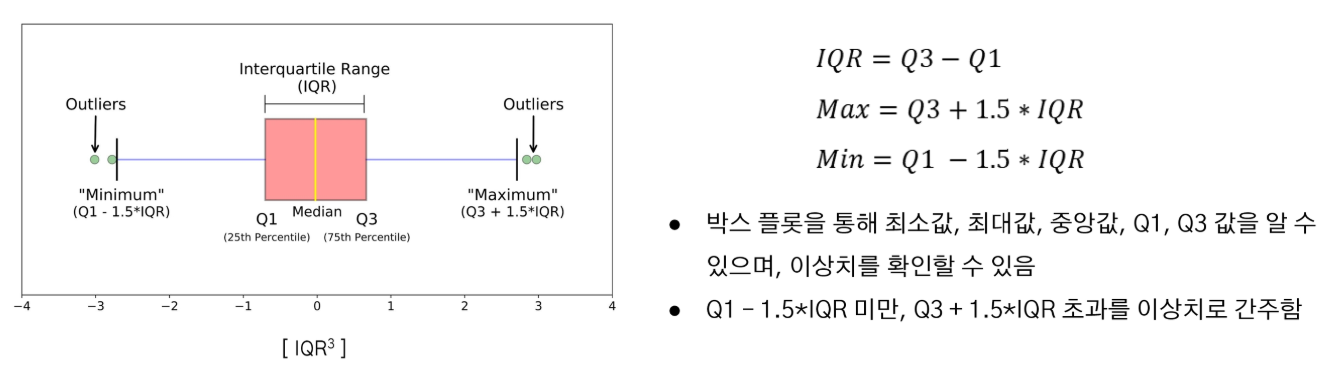 Interquartile Range
(IQR)
Outliers
Outliers
"Minimum"
(Q1 - 1.5*IQR)
"Maximum"
(Q3 + 1.5*IQR)
Q1
Median
Q3
(25th Percentile)
(75th Percentile)
−4 −3 −2 −1 0 1 2 3 4
[ IQR³ ]
IQR = Q3 − Q1
Max = Q3 + 1.5 * IQR
Min = Q1 − 1.5 * IQR
● 박스 플롯을 통해 최소값, 최대값, 중앙값, Q1, Q3 값을 알 수
있으며, 이상치를 확인할 수 있음
● Q1 – 1.5*IQR 미만, Q3 + 1.5*IQR 초과를 이상치로 간주함